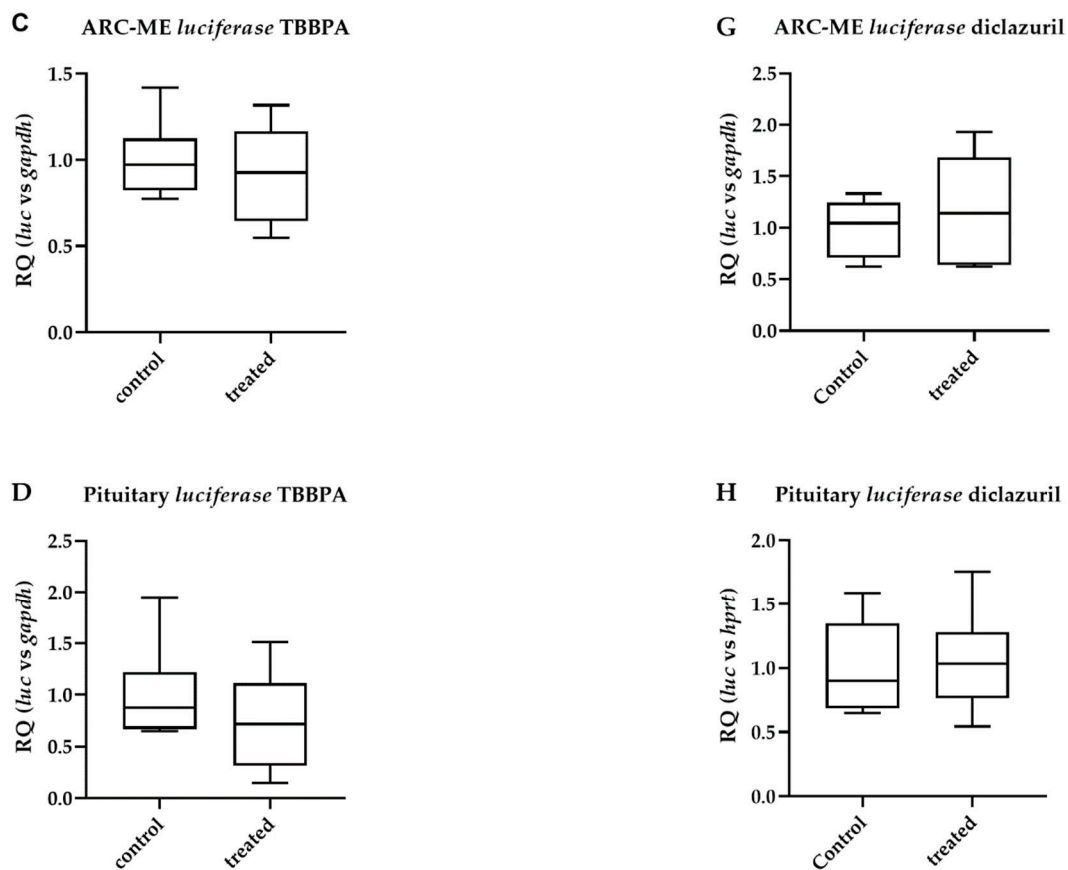 C ARC-ME luciferase TBBPA
RQ (luc vs gapdh)
1.5
1.0
0.5
0.0
control
treated
G ARC-ME luciferase diclazuril
RQ (luc vs gapdh)
2.5
2.0
1.5
1.0
0.5
0.0
Control
treated
D Pituitary luciferase TBBPA
RQ (luc vs gapdh)
2.5
2.0
1.5
1.0
0.5
0.0
control
treated
H Pituitary luciferase diclazuril
RQ (luc vs hprt)
2.0
1.5
1.0
0.5
0.0
Control
treated